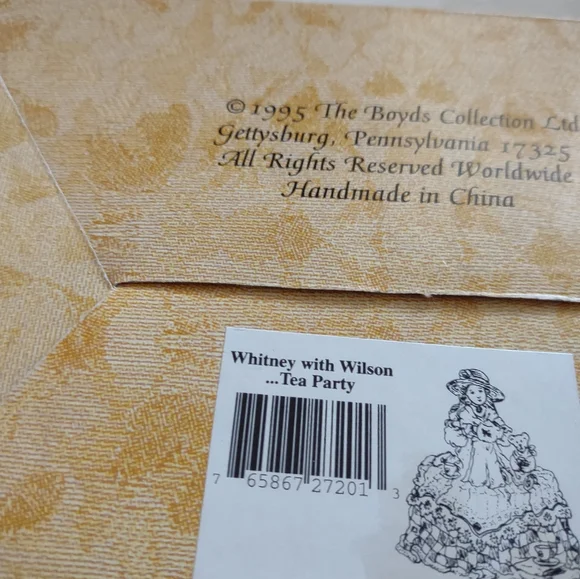 © 1995 The Boyds Collection Ltd
Gettysburg, Pennsylvania 17325
All Rights Reserved Worldwide
Handmade in China
Whitney with Wilson
...Tea Party
7 65867 27201 3